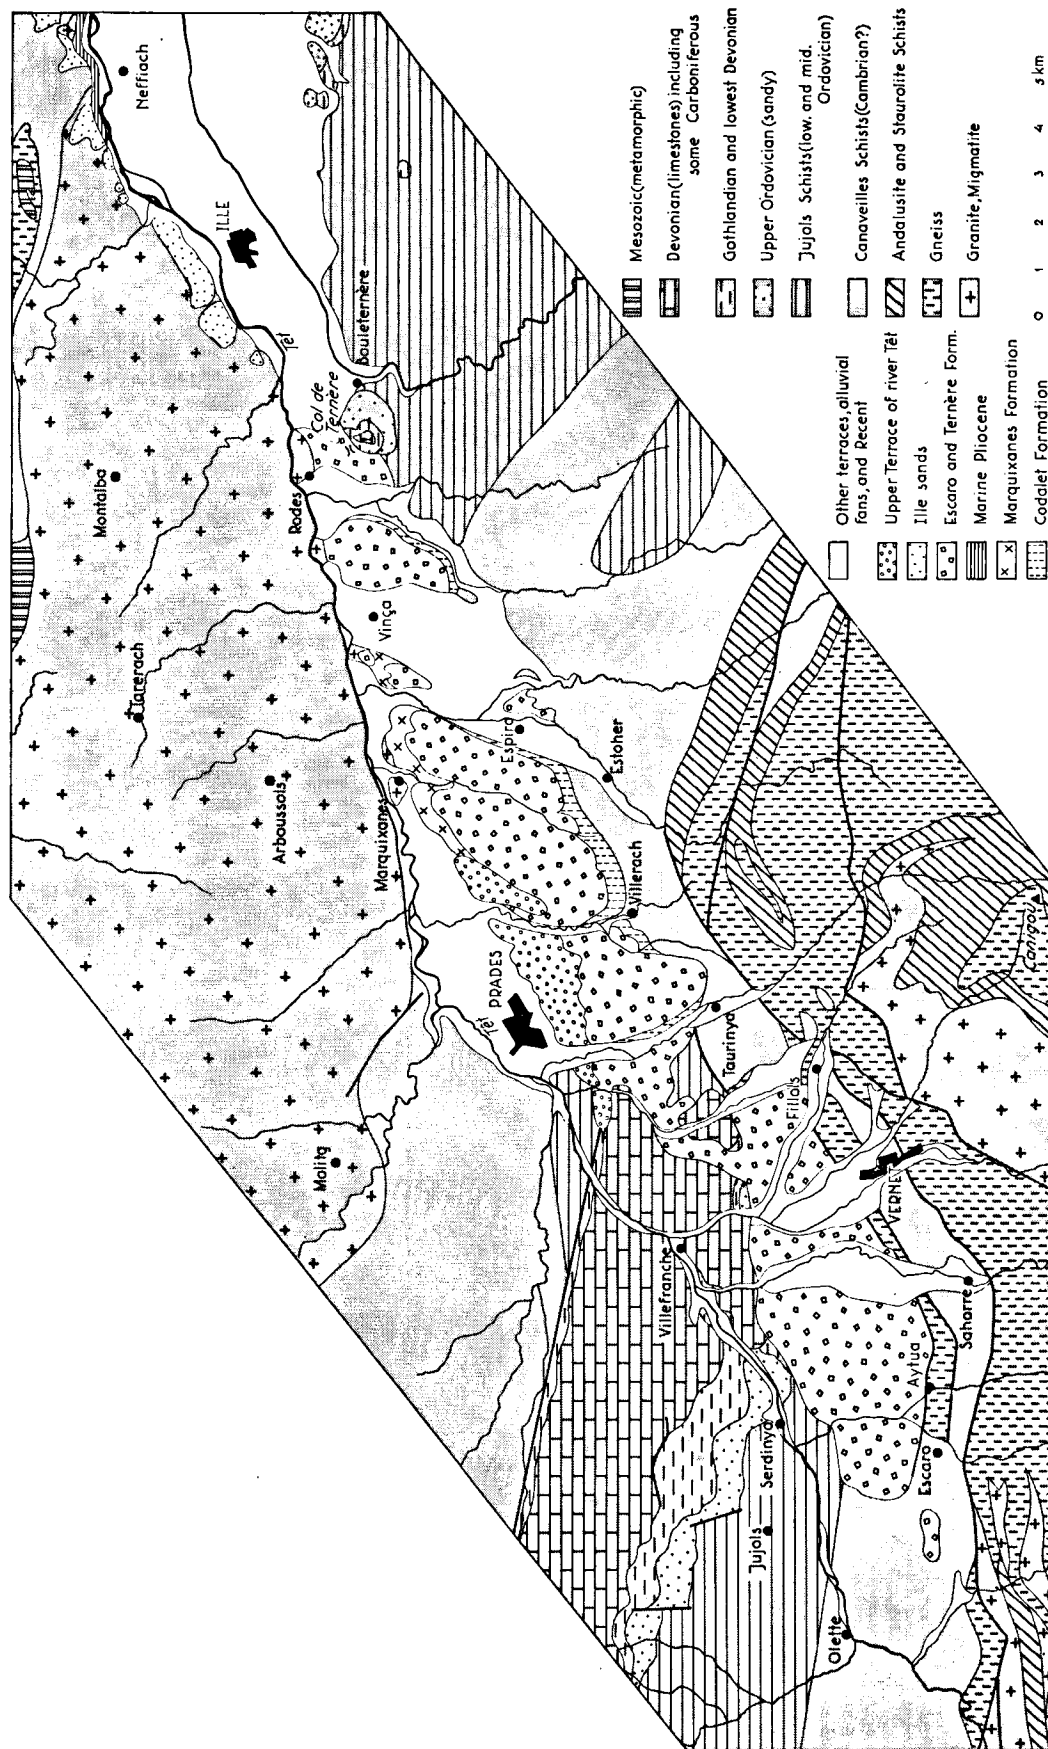 Neffiach
ILLE
Têt
Bouleternère
Col de
Ternère
Montalba
Rodès
Tarerach
Vinça
Arboussols
Marquixanes
Espira
Estoher
Villerach
Têt
PRADES
Taurinya
Canigou
Fillols
Molitg
VERNET
Villefranche
Sahorre
Aytua
Serdinya
Escaro
Jujols
Olette
Mesozoic(metamorphic)
Devonian(limestones) including
some Carboniferous
Gothlandian and lowest Devonian
Upper Ordovician(sandy)
Jujols Schists(low. and mid.
Ordovician)
Canaveilles Schists(Cambrian?)
Andalusite and Staurolite Schists
Gneiss
Granite, Migmatite
0 1 2 3 4 5 km
Other terraces, alluvial
fans, and Recent
Upper Terrace of river Têt
Ille sands
Escaro and Ternère Form.
Marine Pliocene
Marquixanes Formation
Codalet Formation